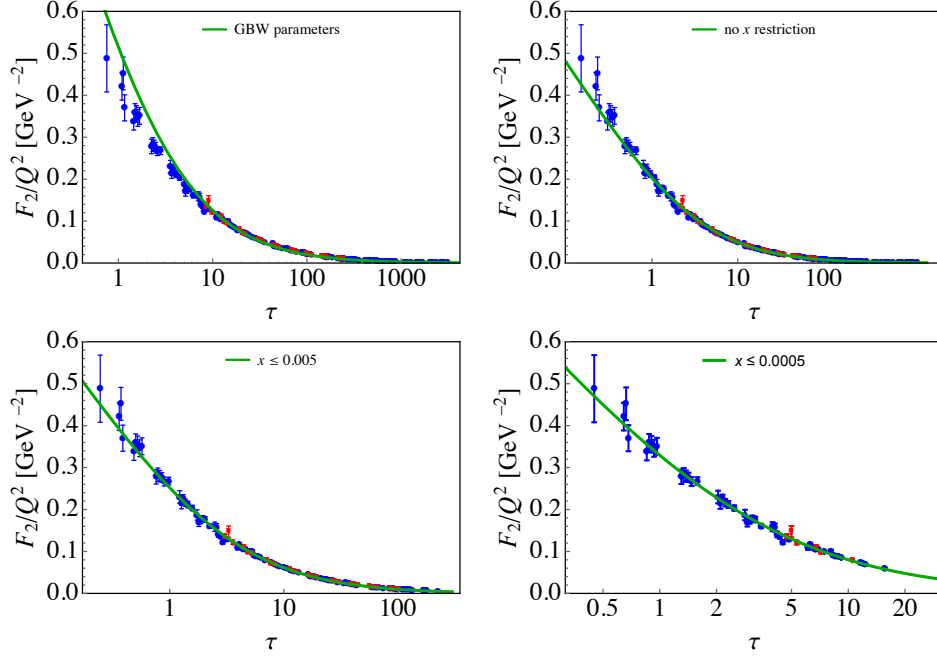 GBW parameters
F₂/Q² [GeV⁻²]
0.6
0.5
0.4
0.3
0.2
0.1
0.0
1 10 100 1000
τ
no x restriction
F₂/Q² [GeV⁻²]
0.6
0.5
0.4
0.3
0.2
0.1
0.0
1 10 100
τ
x ≤ 0.005
F₂/Q² [GeV⁻²]
0.6
0.5
0.4
0.3
0.2
0.1
0.0
1 10 100
τ
x ≤ 0.0005
F₂/Q² [GeV⁻²]
0.6
0.5
0.4
0.3
0.2
0.1
0.0
0.5 1 2 5 10 20
τ